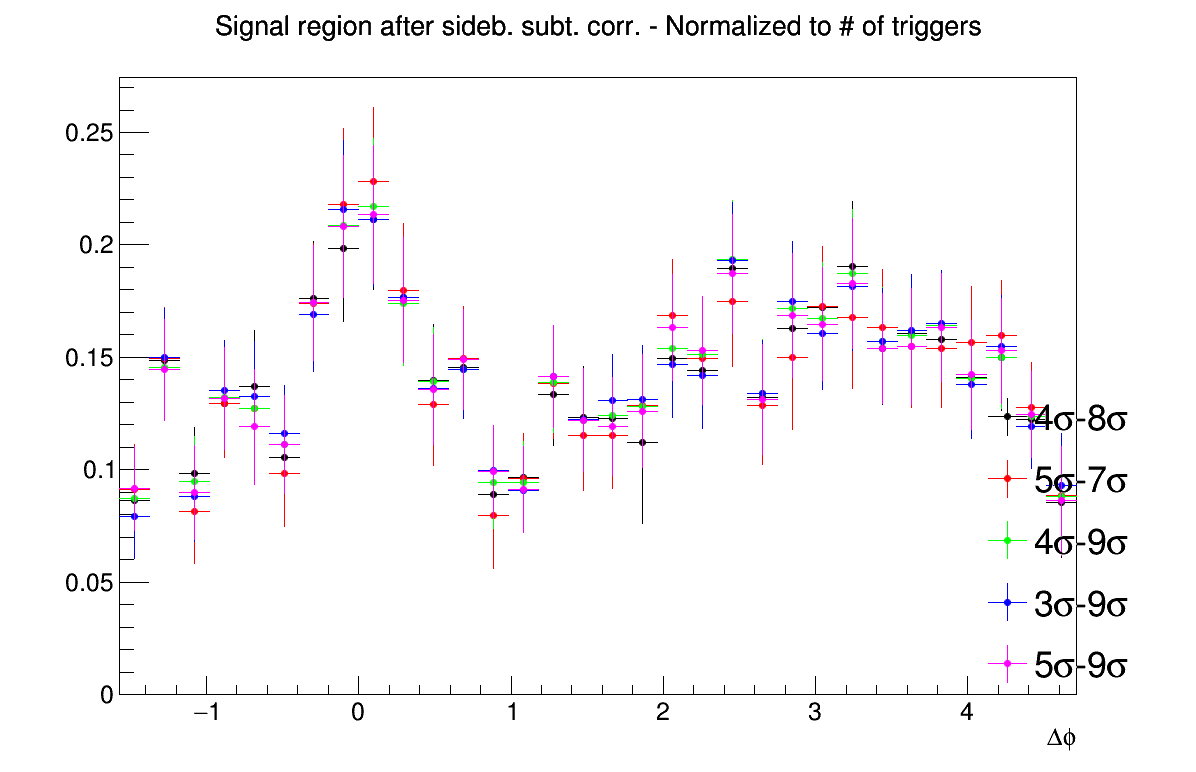 Signal region after sideb. subt. corr. - Normalized to # of triggers
0.25
0.2
0.15
0.1
0.05
0
4σ-8σ
5σ-7σ
4σ-9σ
3σ-9σ
5σ-9σ
−1 0 1 2 3 4
Δϕ